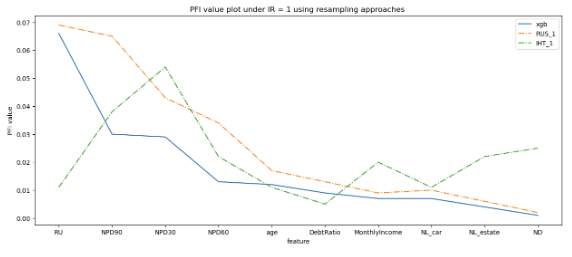 PFI value plot under IR = 1 using resampling approaches
xgb
RUS_1
IHT_1
PFI value
0.07
0.06
0.05
0.04
0.03
0.02
0.01
0.00
RU NPD90 NPD30 NPD60 age DebtRatio MonthlyIncome NL_car NL_estate ND
feature